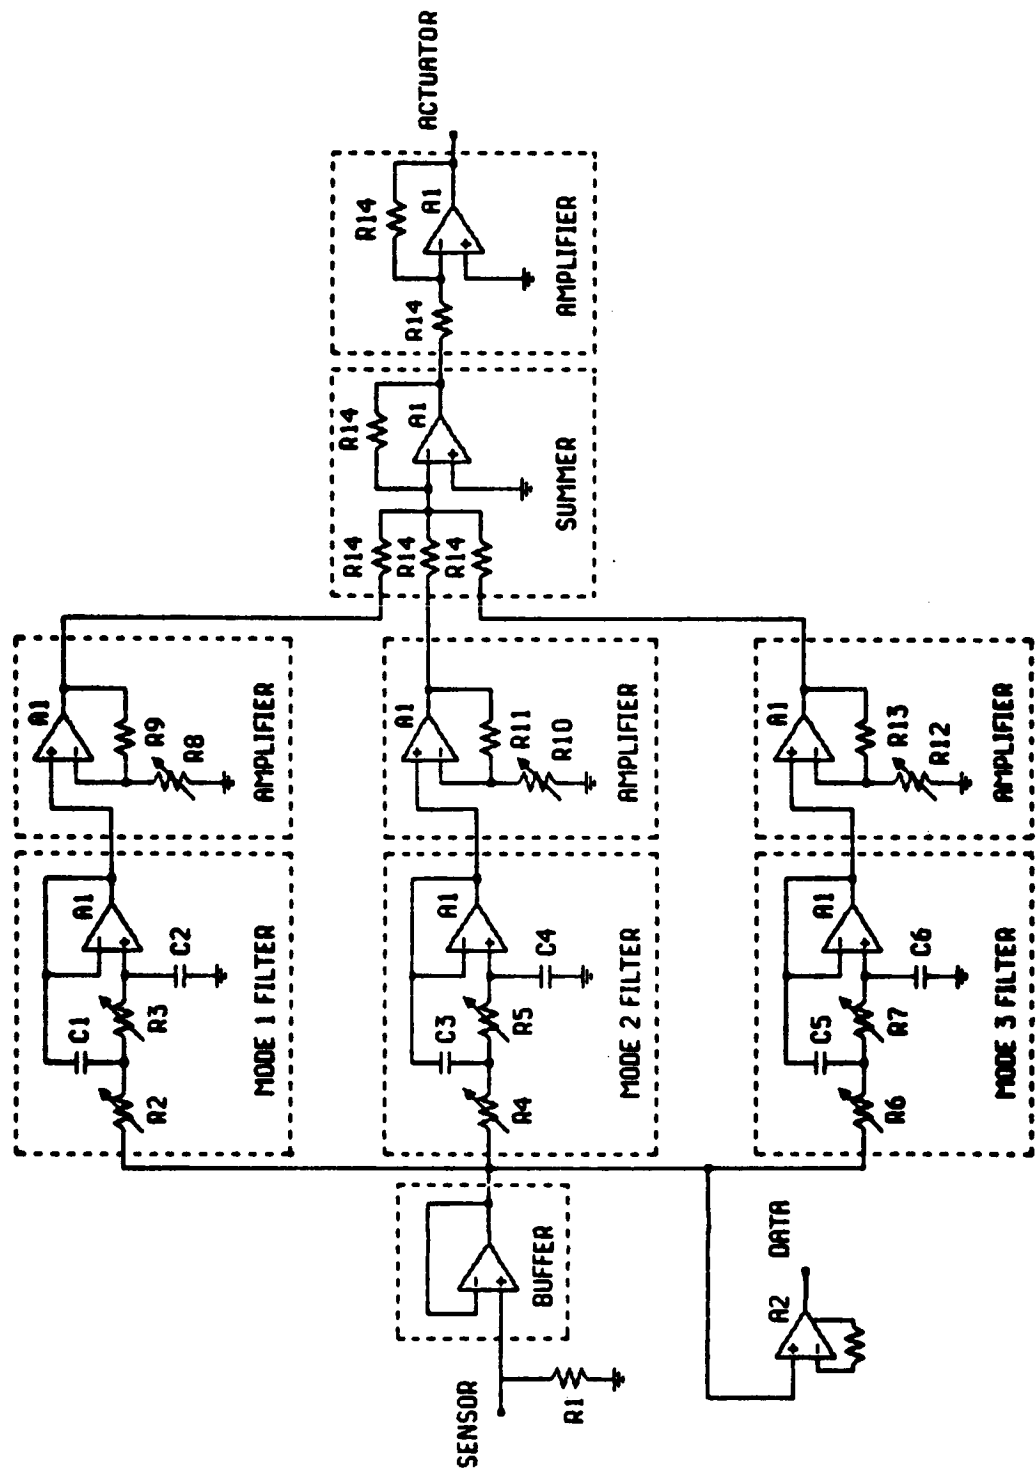 SENSOR
R1
BUFFER
A2
DATA
R2
C1
R3
C2
A1
MODE 1 FILTER
A1
R9
R8
AMPLIFIER
R4
C3
R5
C4
A1
MODE 2 FILTER
A1
R11
R10
AMPLIFIER
R6
C5
R7
C6
A1
MODE 3 FILTER
A1
R13
R12
AMPLIFIER
R14
R14
R14
R14
A1
SUMMER
R14
R14
A1
AMPLIFIER
ACTUATOR